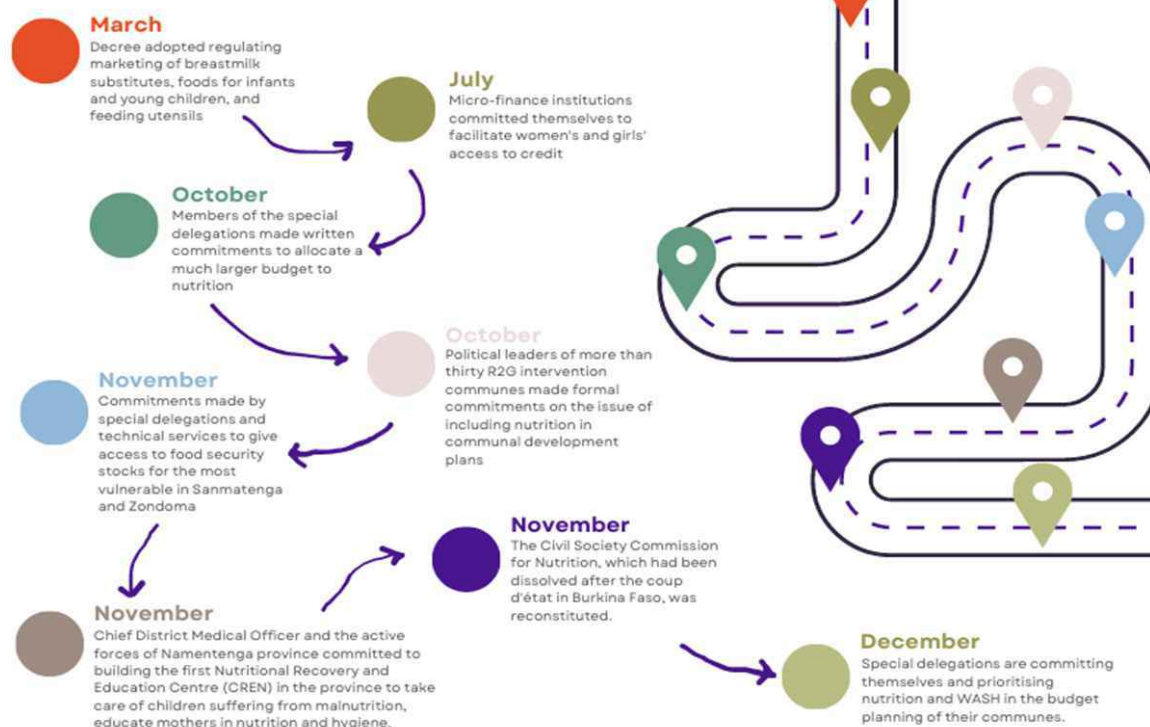 March
Decree adopted regulating
marketing of breastmilk
substitutes, foods for infants
and young children, and
feeding utensils
July
Micro-finance institutions
committed themselves to
facilitate women's and girls'
access to credit
October
Members of the special
delegations made written
commitments to allocate a
much larger budget to
nutrition
October
Political leaders of more than
thirty R2G intervention
communes made formal
commitments on the issue of
including nutrition in
communal development
plans
November
Commitments made by
special delegations and
technical services to give
access to food security
stocks for the most
vulnerable in Sanmatenga
and Zondoma
November
Chief District Medical Officer and the active
forces of Namentenga province committed to
building the first Nutritional Recovery and
Education Centre (CREN) in the province to take
care of children suffering from malnutrition,
educate mothers in nutrition and hygiene.
November
The Civil Society Commission
for Nutrition, which had been
dissolved after the coup
d'état in Burkina Faso, was
reconstituted.
December
Special delegations are committing
themselves and prioritising
nutrition and WASH in the budget
planning of their communes.